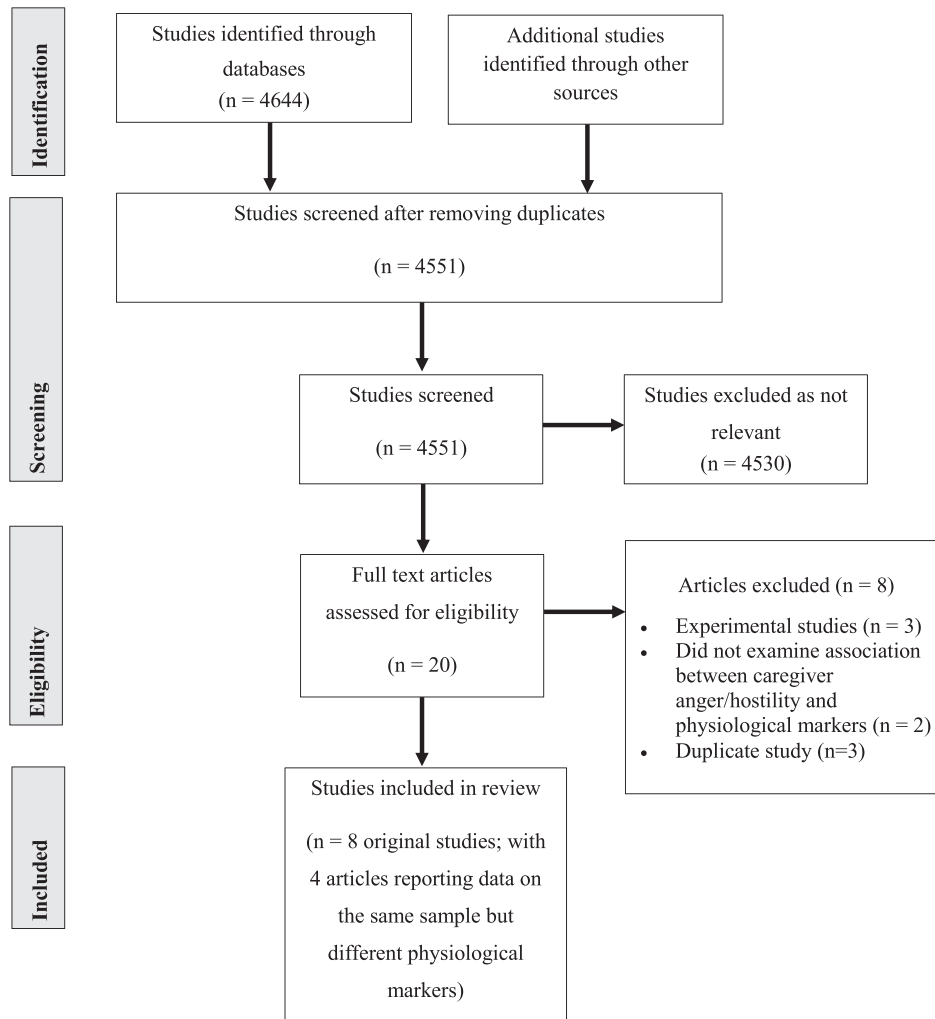 Identification
Studies identified through
databases
(n = 4644)
Additional studies
identified through other
sources
Screening
Studies screened after removing duplicates
(n = 4551)
Studies screened
(n = 4551)
Studies excluded as not
relevant
(n = 4530)
Eligibility
Full text articles
assessed for eligibility
(n = 20)
Articles excluded (n = 8)
• Experimental studies (n = 3)
• Did not examine association
between caregiver
anger/hostility and
physiological markers (n = 2)
• Duplicate study (n=3)
Included
Studies included in review
(n = 8 original studies; with
4 articles reporting data on
the same sample but
different physiological
markers)